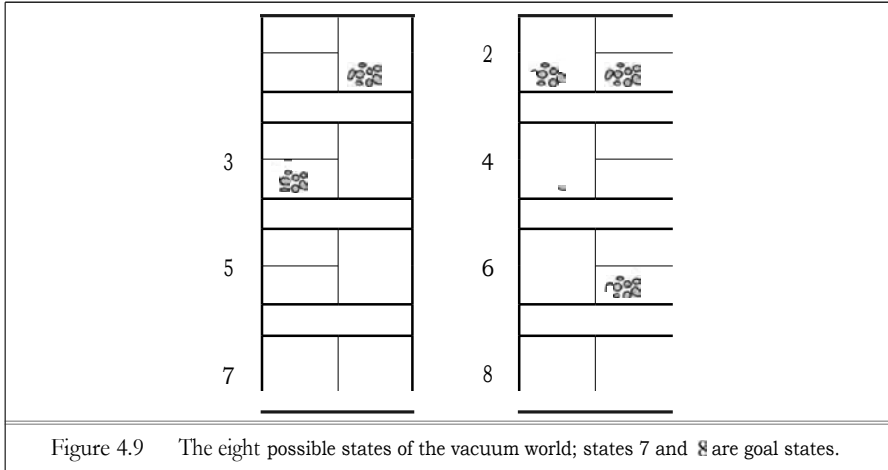 2
3 4
5 6
7 8
Figure 4.9 The eight possible states of the vacuum world; states 7 and 8 are goal states.